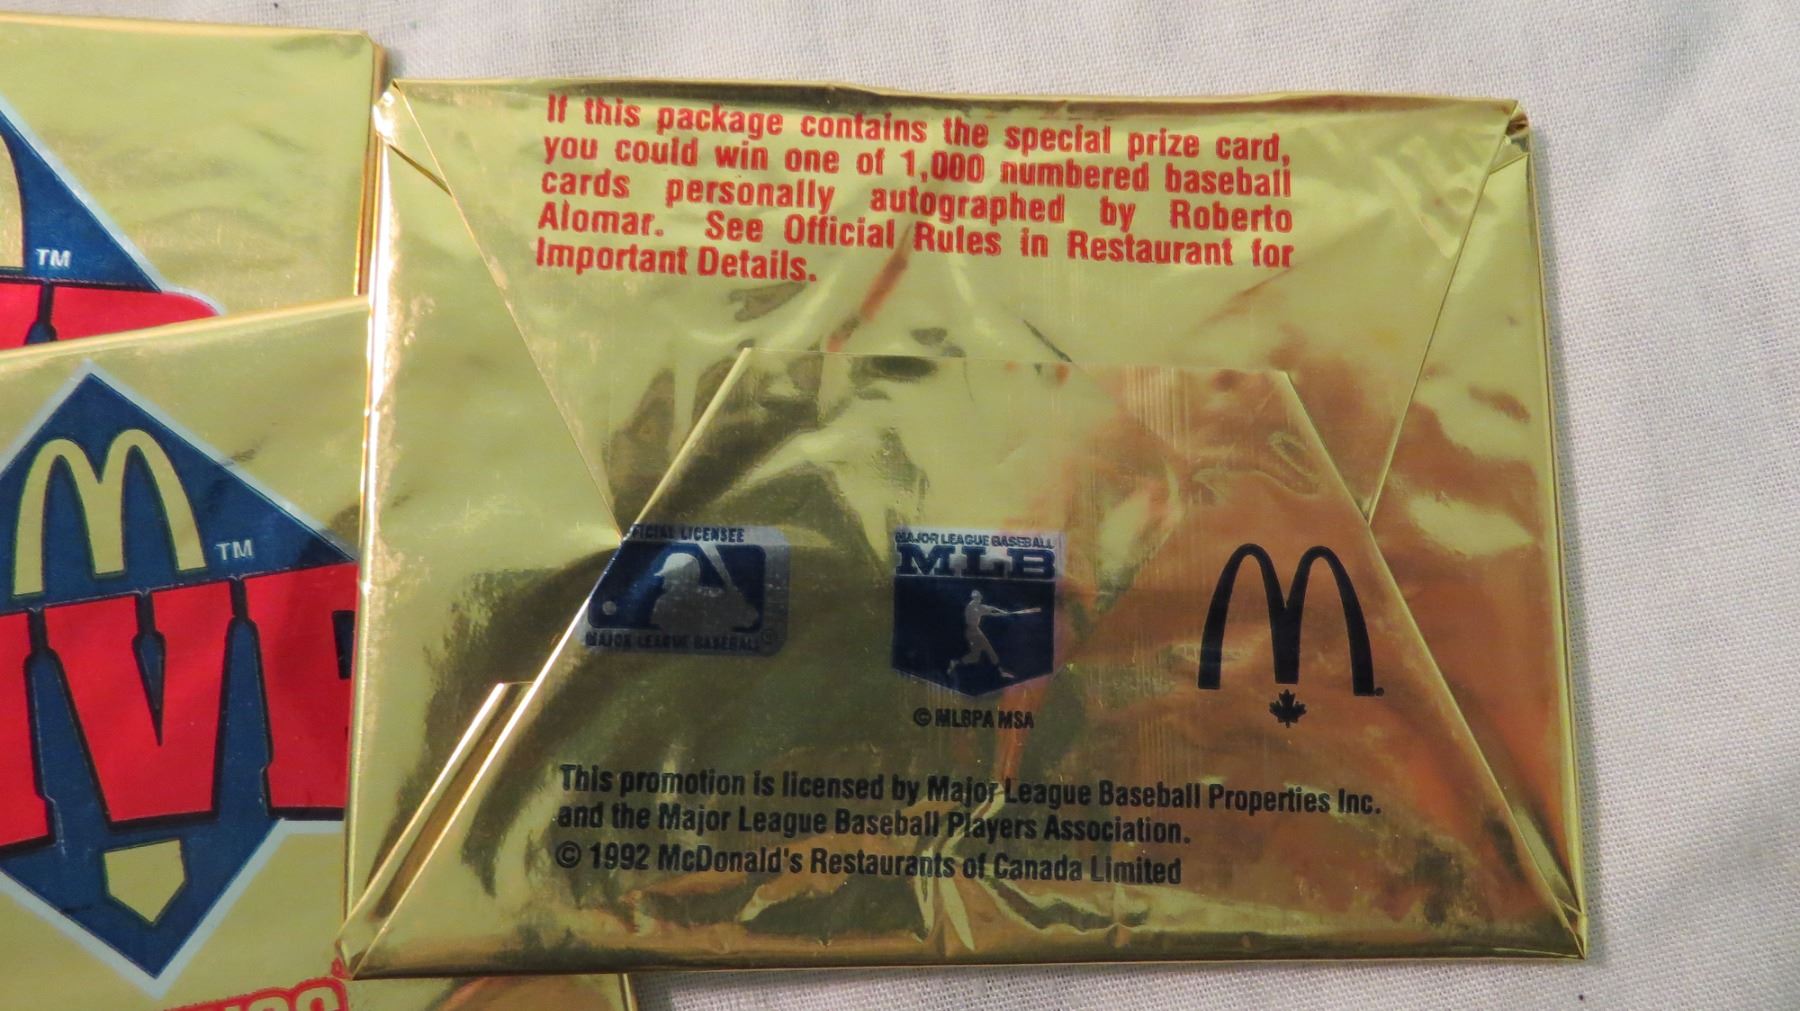 If this package contains the special prize card,
you could win one of 1,000 numbered baseball
cards personally autographed by Roberto
Alomar. See Official Rules in Restaurant for
Important Details.
TM
TM
FICIAL LICENSEE
MAJOR LEAGUE BASEBALL®
MAJOR LEAGUE BASEBALL
MLB
© MLBPA MSA
This promotion is licensed by Major League Baseball Properties Inc.
and the Major League Baseball Players Association.
© 1992 McDonald's Restaurants of Canada Limited